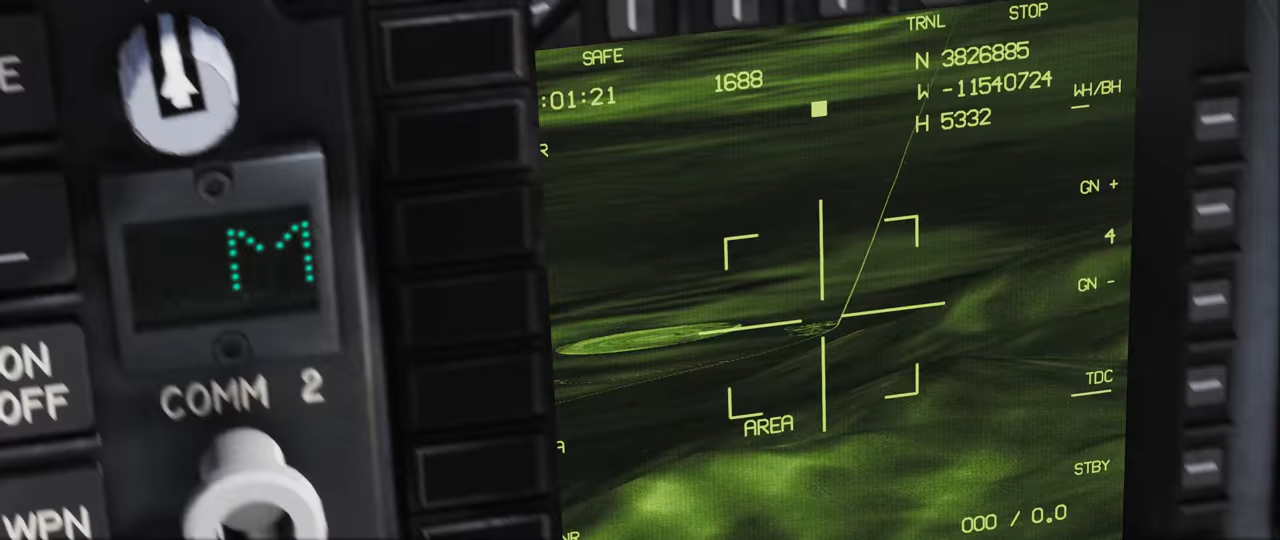 E
M
ON
OFF
COMM 2
WPN
SAFE
TRNL
STOP
:01:21
1688
N 3826885
W -11540724
WH/BH
H 5332
R
GN +
4
GN -
TDC
AREA
STBY
000 / 0.0